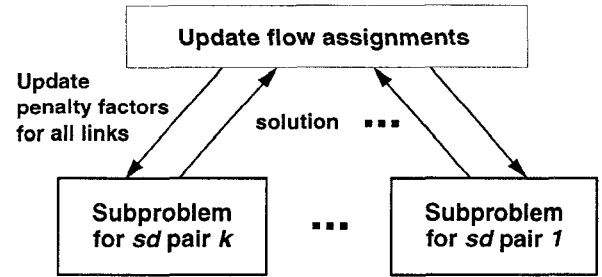 Update flow assignments
Update
penalty factors
for all links
solution
Subproblem
for sd pair k
Subproblem
for sd pair 1